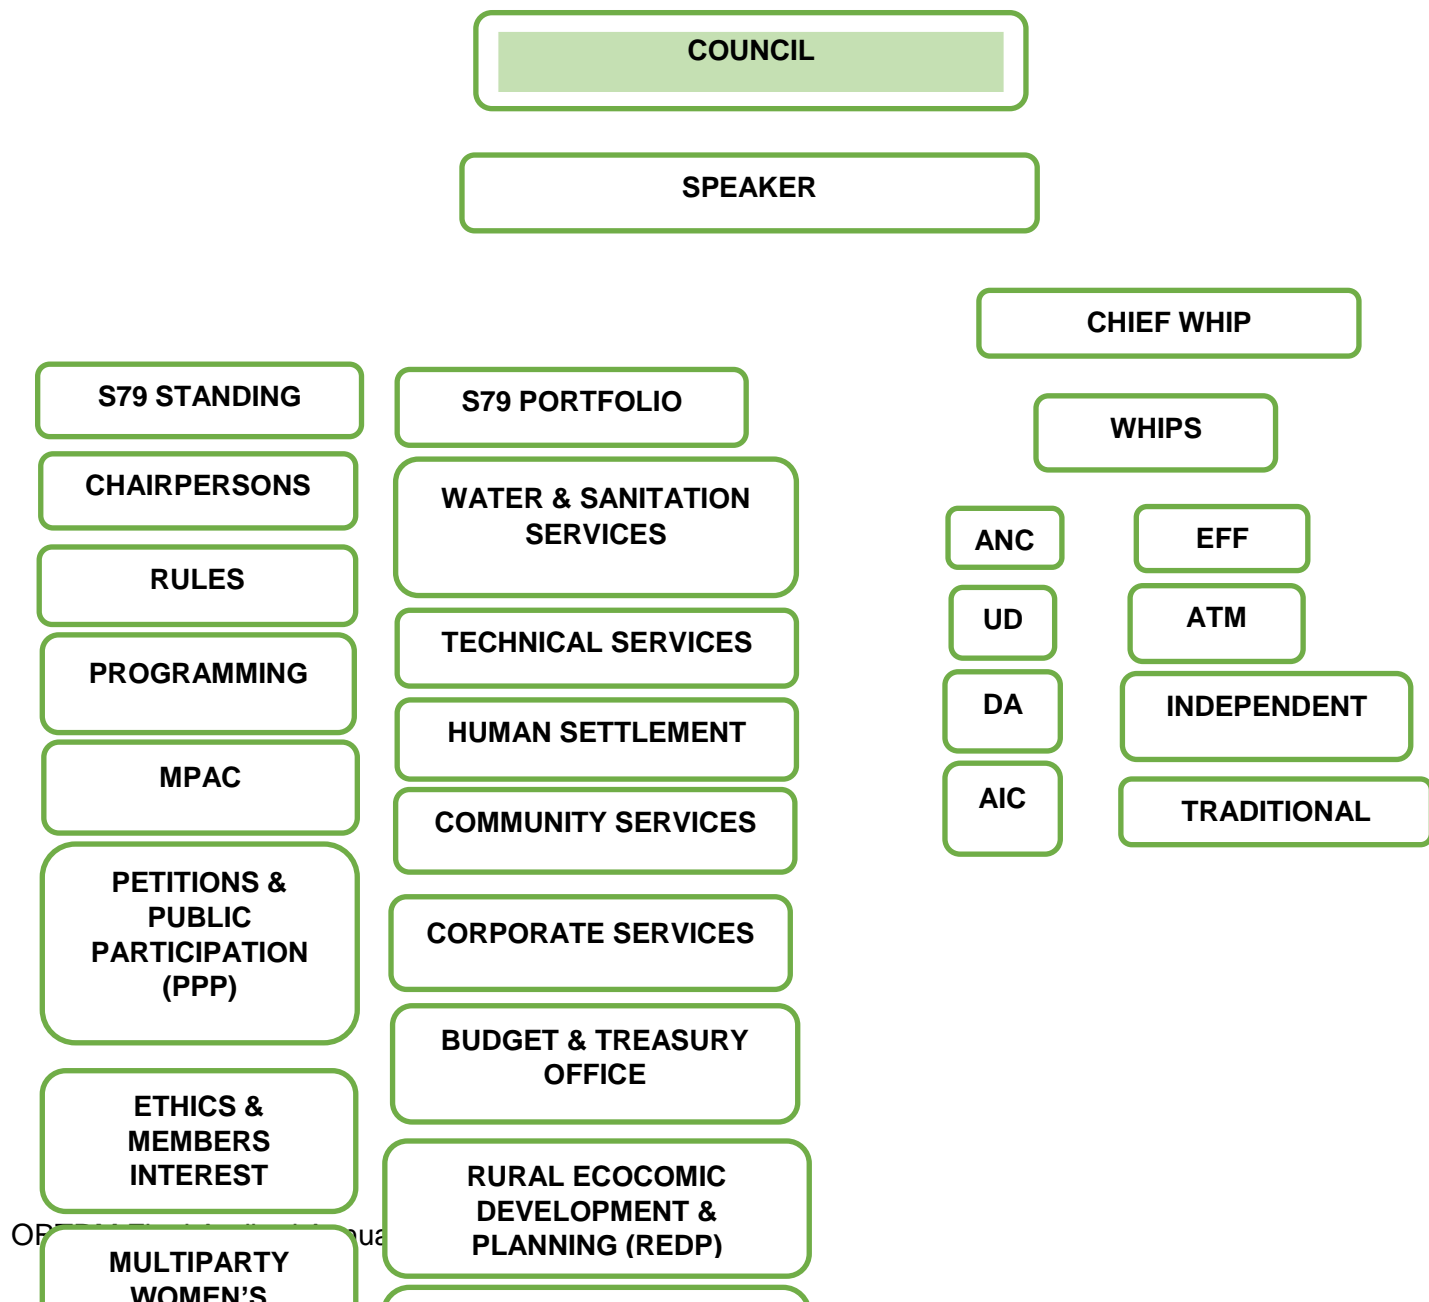 COUNCIL
SPEAKER
CHIEF WHIP
S79 STANDING
S79 PORTFOLIO
WHIPS
CHAIRPERSONS
WATER & SANITATION
SERVICES
ANC
EFF
RULES
TECHNICAL SERVICES
UD
ATM
PROGRAMMING
HUMAN SETTLEMENT
DA
INDEPENDENT
MPAC
COMMUNITY SERVICES
AIC
TRADITIONAL
PETITIONS &
PUBLIC
PARTICIPATION
(PPP)
CORPORATE SERVICES
BUDGET & TREASURY
OFFICE
ETHICS &
MEMBERS
INTEREST
RURAL ECOCOMIC
DEVELOPMENT &
PLANNING (REDP)
MULTIPARTY
WOMEN'S